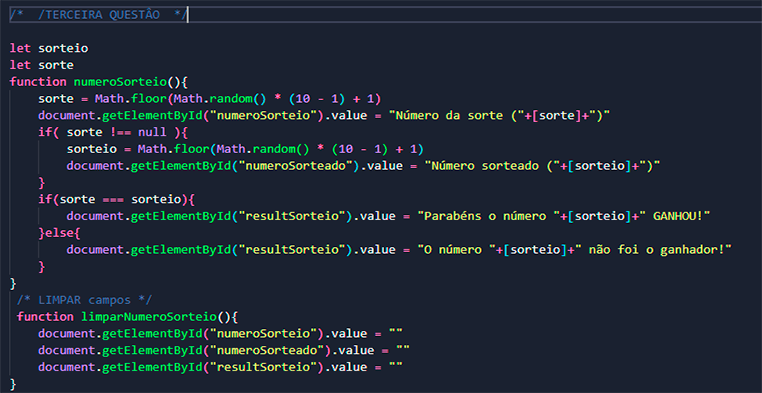 /*  /TERCEIRA QUESTÃO  */
let sorteio
let sorte
function numeroSorteio(){
    sorte = Math.floor(Math.random() * (10 - 1) + 1)
    document.getElementById("numeroSorteio").value = "Número da sorte ("+[sorte]+")"
    if( sorte !== null ){
        sorteio = Math.floor(Math.random() * (10 - 1) + 1)
        document.getElementById("numeroSorteado").value = "Número sorteado ("+[sorteio]+")"
    }
    if(sorte === sorteio){
        document.getElementById("resultSorteio").value = "Parabéns o número "+[sorteio]+" GANHOU!"
    }else{
        document.getElementById("resultSorteio").value = "O número "+[sorteio]+" não foi o ganhador!"
    }
}
 /* LIMPAR campos */
 function limparNumeroSorteio(){
    document.getElementById("numeroSorteio").value = ""
    document.getElementById("numeroSorteado").value = ""
    document.getElementById("resultSorteio").value = ""
}